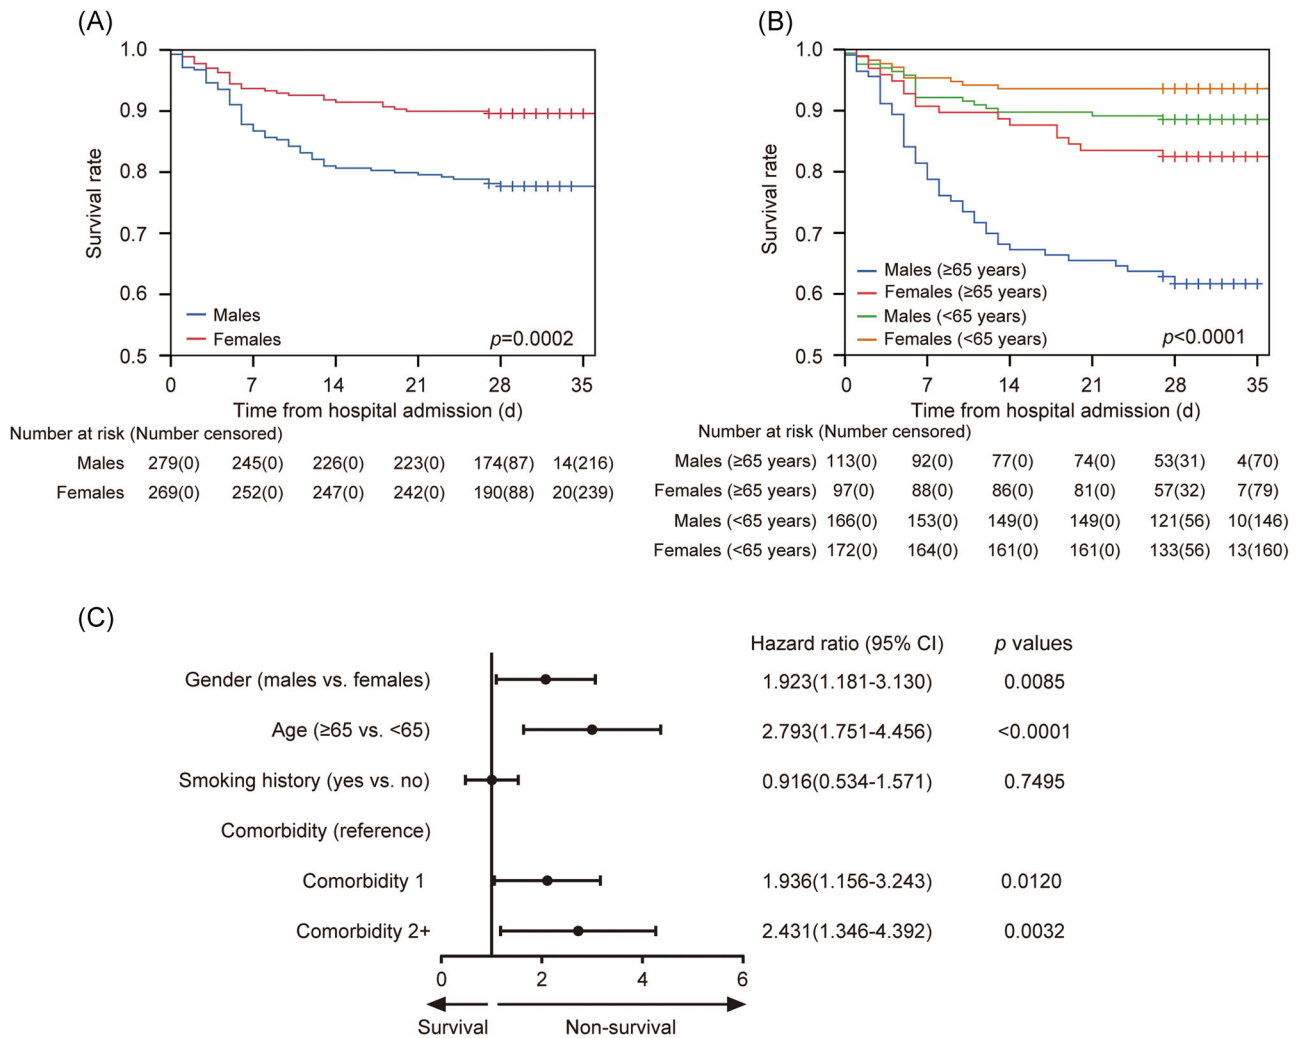 (A)
1.0
0.9
0.8
0.7
0.6
0.5
Survival rate
Males
Females
p=0.0002
0 7 14 21 28 35
Time from hospital admission (d)
Number at risk (Number censored)
Males 279(0) 245(0) 226(0) 223(0) 174(87) 14(216)
Females 269(0) 252(0) 247(0) 242(0) 190(88) 20(239)
(B)
1.0
0.9
0.8
0.7
0.6
0.5
Survival rate
Males (≥65 years)
Females (≥65 years)
Males (<65 years)
Females (<65 years)
p<0.0001
0 7 14 21 28 35
Time from hospital admission (d)
Number at risk (Number censored)
Males (≥65 years) 113(0) 92(0) 77(0) 74(0) 53(31) 4(70)
Females (≥65 years) 97(0) 88(0) 86(0) 81(0) 57(32) 7(79)
Males (<65 years) 166(0) 153(0) 149(0) 149(0) 121(56) 10(146)
Females (<65 years) 172(0) 164(0) 161(0) 161(0) 133(56) 13(160)
(C)
Hazard ratio (95% CI) p values
Gender (males vs. females) 1.923(1.181-3.130) 0.0085
Age (≥65 vs. <65) 2.793(1.751-4.456) <0.0001
Smoking history (yes vs. no) 0.916(0.534-1.571) 0.7495
Comorbidity (reference)
Comorbidity 1 1.936(1.156-3.243) 0.0120
Comorbidity 2+ 2.431(1.346-4.392) 0.0032
0 2 4 6
Survival Non-survival